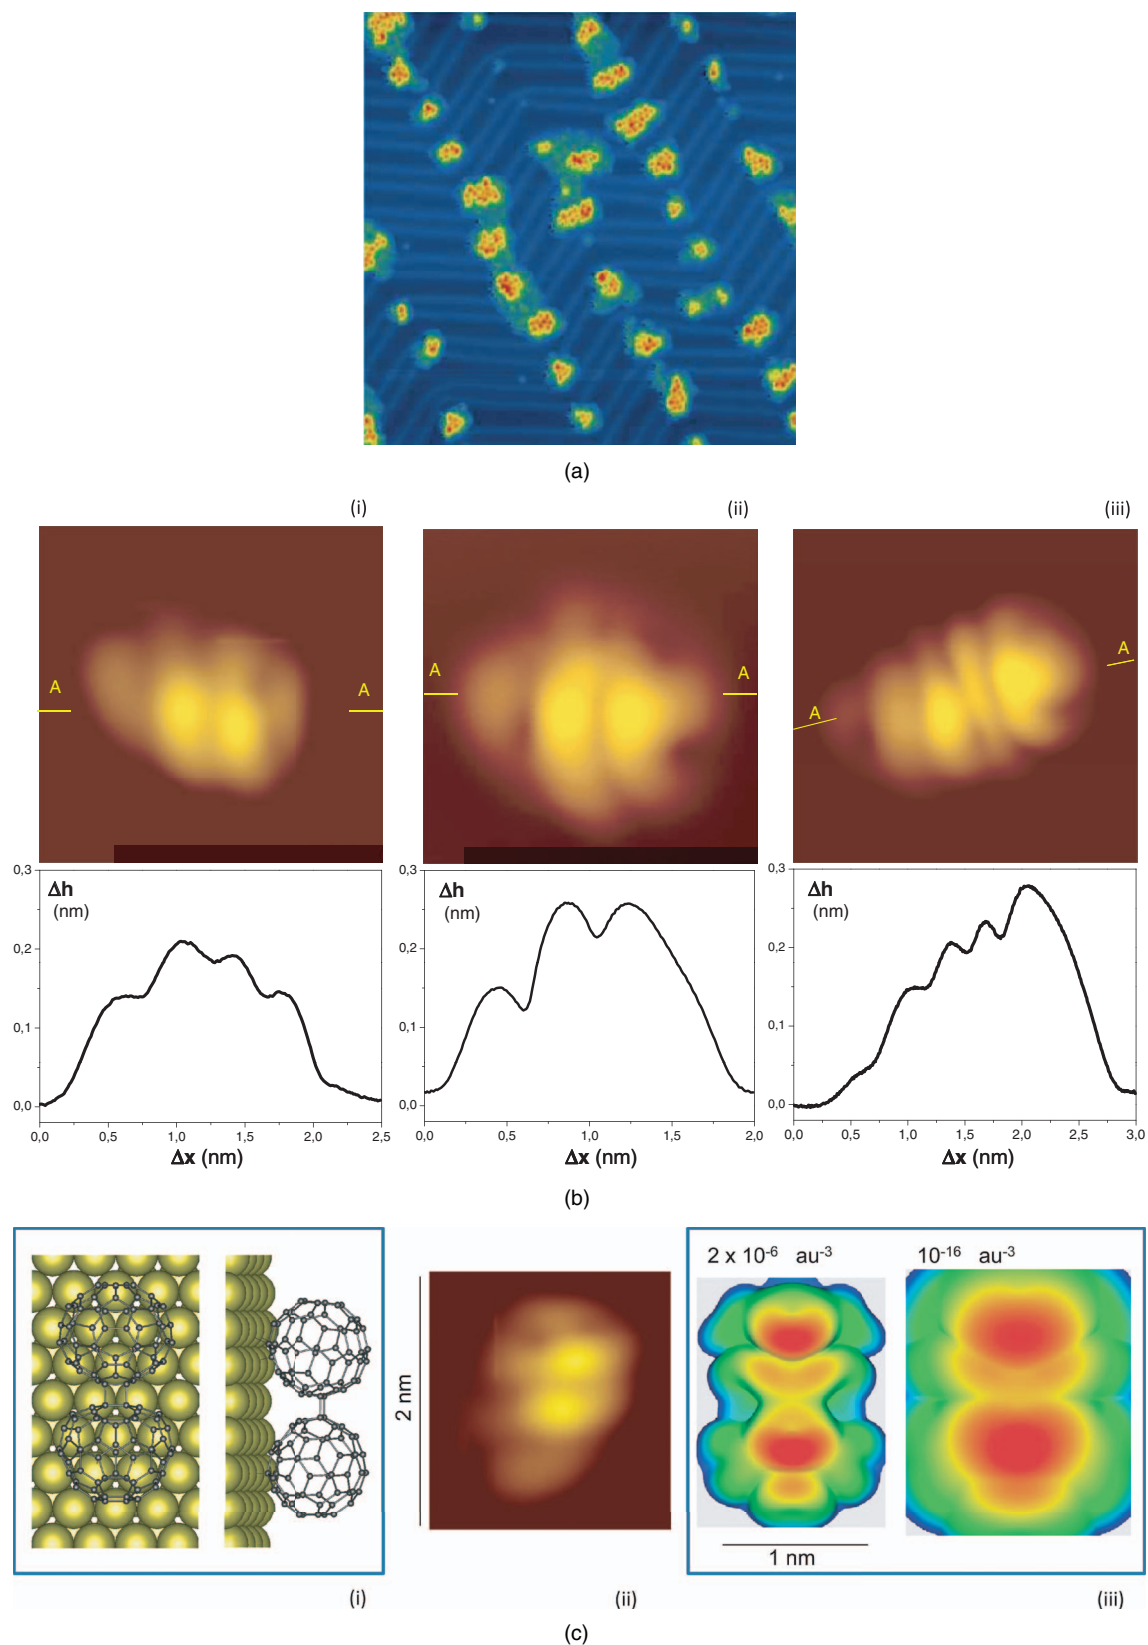 (a)
(i)
(ii)
(iii)
A
A
A
A
A
A
0,3
0,2
0,1
0,0
Δh
(nm)
0,0 0,5 1,0 1,5 2,0 2,5
Δx (nm)
0,3
0,2
0,1
0,0
Δh
(nm)
0,0 0,5 1,0 1,5 2,0
Δx (nm)
0,3
0,2
0,1
0,0
Δh
(nm)
0,0 0,5 1,0 1,5 2,0 2,5 3,0
Δx (nm)
(b)
2 nm
2 x 10⁻⁶ au⁻³
10⁻¹⁶ au⁻³
1 nm
(i)
(ii)
(iii)
(c)